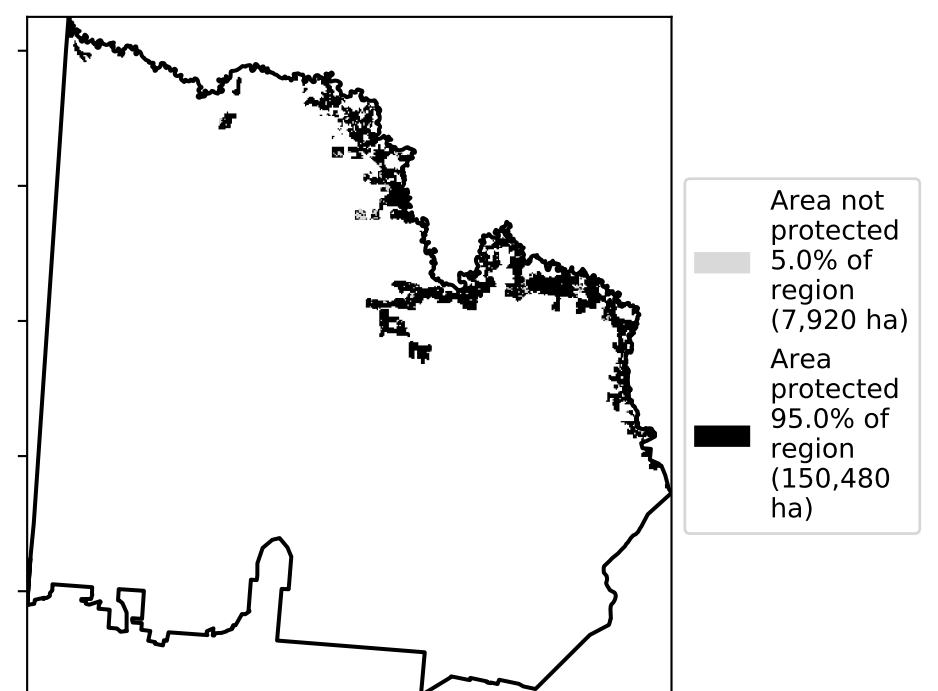 Area not
protected
5.0% of
region
(7,920 ha)
Area
protected
95.0% of
region
(150,480
ha)